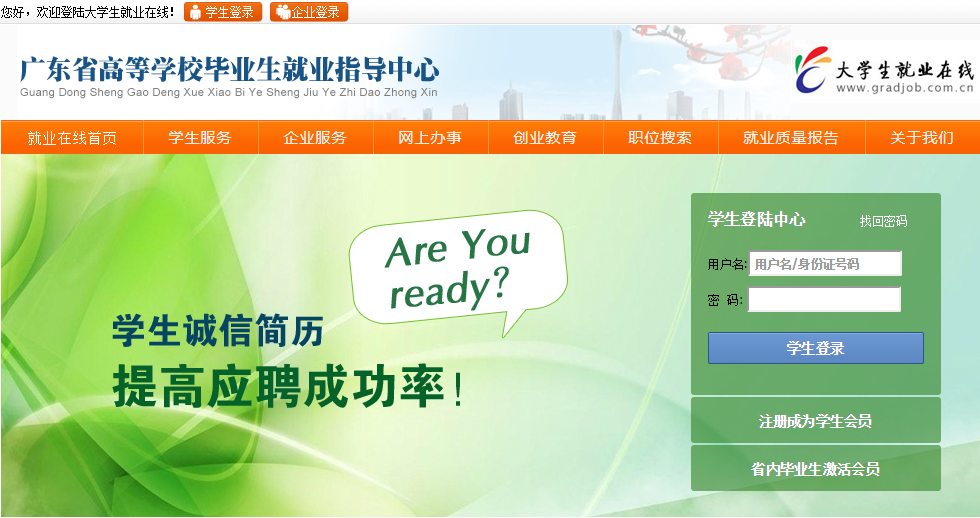 您好，欢迎登陆大学生就业在线！ 学生登录 企业登录
广东省高等学校毕业生就业指导中心
Guang Dong Sheng Gao Deng Xue Xiao Bi Ye Sheng Jiu Ye Zhi Dao Zhong Xin
大学生就业在线
www.gradjob.com.cn
就业在线首页 学生服务 企业服务 网上办事 创业教育 职位搜索 就业质量报告 关于我们
Are You
ready?
学生诚信简历
提高应聘成功率！
学生登陆中心 找回密码
用户名: 用户名/身份证号码
密 码:
学生登录
注册成为学生会员
省内毕业生激活会员